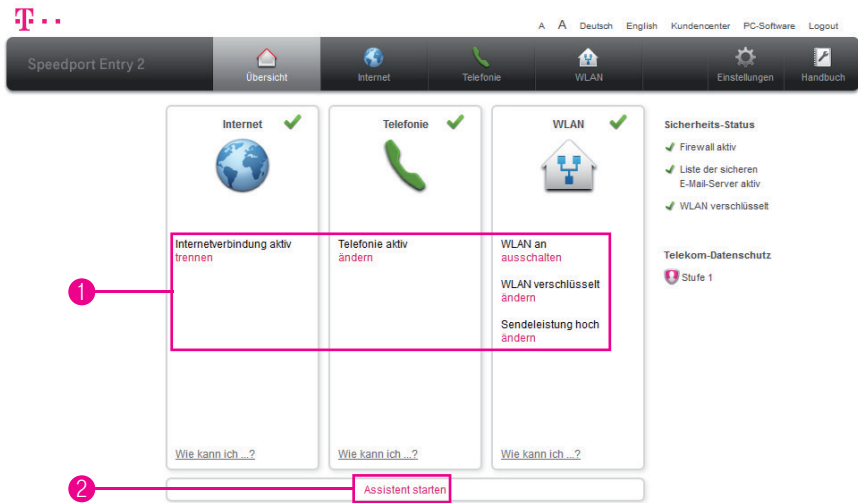 T
A A Deutsch English Kundencenter PC-Software Logout
Speedport Entry 2
Übersicht Internet Telefonie WLAN Einstellungen Handbuch
Internet
Internetverbindung aktiv
trennen
Wie kann ich ...?
Telefonie
Telefonie aktiv
ändern
Wie kann ich ...?
WLAN
WLAN an
ausschalten
WLAN verschlüsselt
ändern
Sendeleistung hoch
ändern
Wie kann ich ...?
Sicherheits-Status
Firewall aktiv
Liste der sicheren
E-Mail-Server aktiv
WLAN verschlüsselt
Telekom-Datenschutz
Stufe 1
1
2
Assistent starten